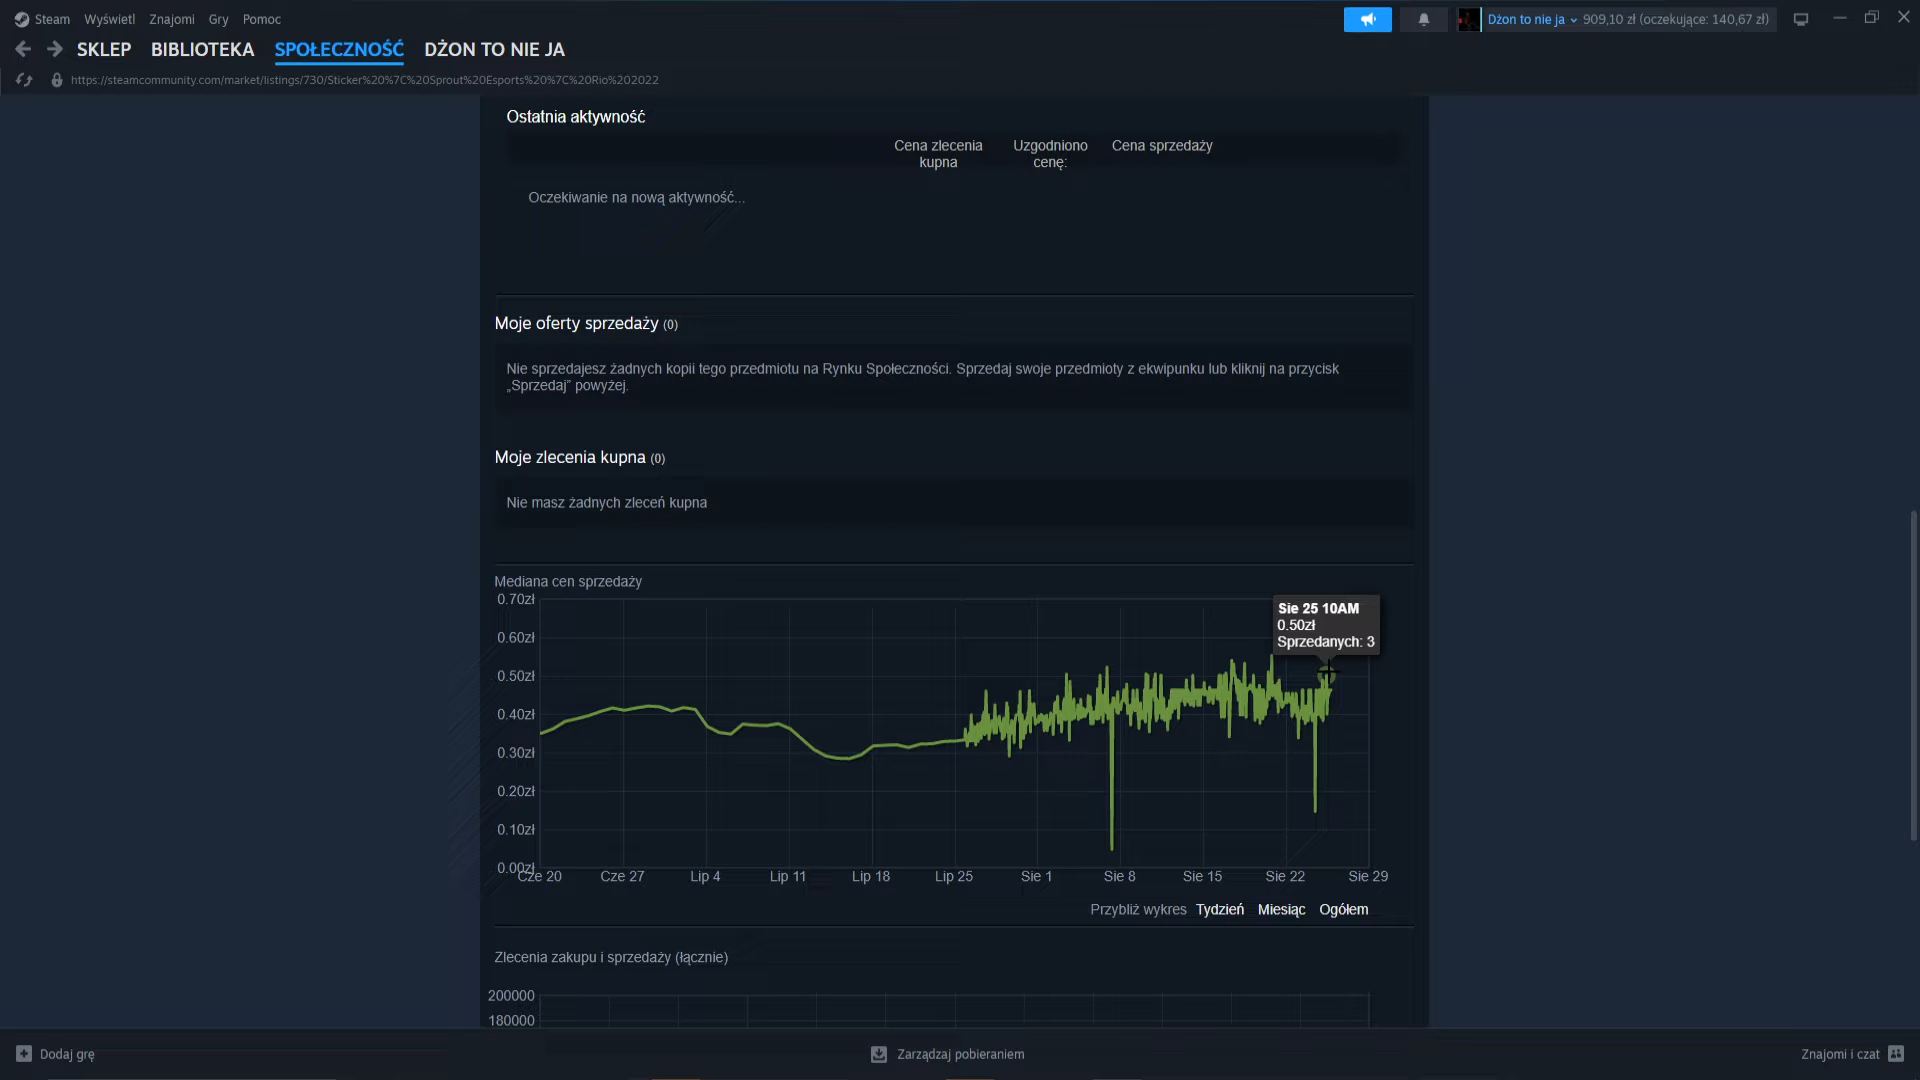 Steam Wyświetl Znajomi Gry Pomoc
Dżon to nie ja 909,10 zł (oczekujące: 140,67 zł)
SKLEP BIBLIOTEKA SPOŁECZNOŚĆ DŻON TO NIE JA
https://steamcommunity.com/market/listings/730/Sticker%20%7C%20Sprout%20Esports%20%7C%20Rio%202022
Ostatnia aktywność
Cena zlecenia kupna
Uzgodniono cenę:
Cena sprzedaży
Oczekiwanie na nową aktywność...
Moje oferty sprzedaży (0)
Nie sprzedajesz żadnych kopii tego przedmiotu na Rynku Społeczności. Sprzedaj swoje przedmioty z ekwipunku lub kliknij na przycisk
„Sprzedaj” powyżej.
Moje zlecenia kupna (0)
Nie masz żadnych zleceń kupna
Mediana cen sprzedaży
0.70zł
0.60zł
0.50zł
0.40zł
0.30zł
0.20zł
0.10zł
0.00zł
Sie 25 10AM
0.50zł
Sprzedanych: 3
Cze 20 Cze 27 Lip 4 Lip 11 Lip 18 Lip 25 Sie 1 Sie 8 Sie 15 Sie 22 Sie 29
Przybliż wykres Tydzień Miesiąc Ogółem
Zlecenia zakupu i sprzedaży (łącznie)
200000
180000
Dodaj grę
Zarządzaj pobieraniem
Znajomi i czat